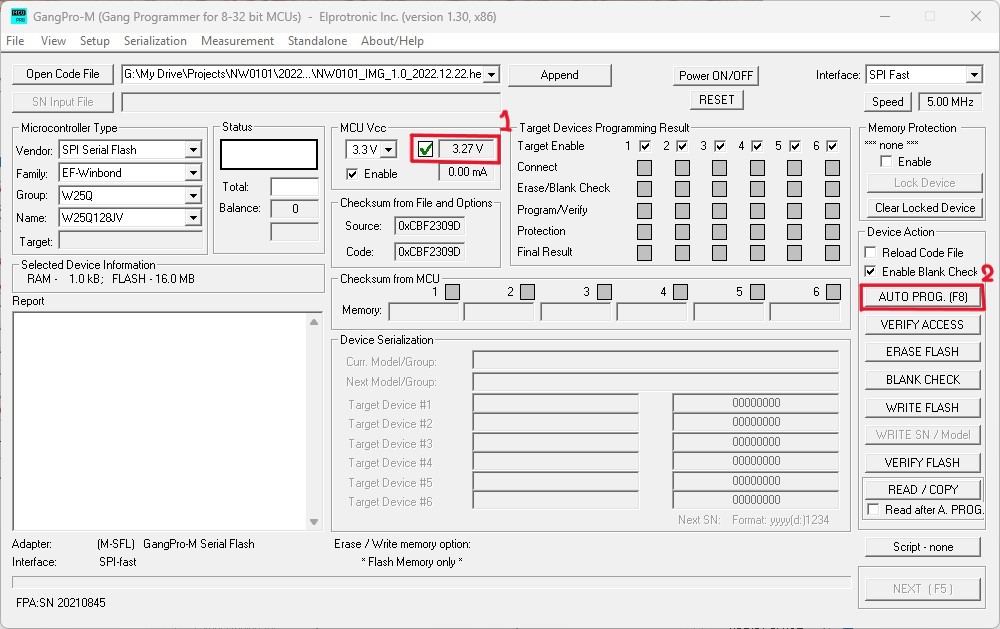 GangPro-M (Gang Programmer for 8-32 bit MCUs) - Elprotronic Inc. (version 1.30, x86)
File View Setup Serialization Measurement Standalone About/Help
Open Code File G:\My Drive\Projects\NW0101\2022...\NW0101_IMG_1.0_2022.12.22.he Append Power ON/OFF Interface: SPI Fast
SN Input File RESET Speed 5.00 MHz
Microcontroller Type
Vendor: SPI Serial Flash
Family: EF-Winbond
Group: W25Q
Name: W25Q128JV
Target:
Status
Total:
Balance: 0
MCU Vcc
3.3 V 3.27 V
Enable 0.00 mA
1
Checksum from File and Options
Source: 0xCBF2309D
Code: 0xCBF2309D
Target Devices Programming Result
Target Enable 1 2 3 4 5 6
Connect
Erase/Blank Check
Program/Verify
Protection
Final Result
Memory Protection
*** none ***
Enable
Lock Device
Clear Locked Device
Selected Device Information
RAM - 1.0 kB; FLASH - 16.0 MB
Checksum from MCU
1 2 3 4 5 6
Memory:
Report
Device Serialization
Curr. Model/Group:
Next Model/Group:
Target Device #1 00000000
Target Device #2 00000000
Target Device #3 00000000
Target Device #4 00000000
Target Device #5 00000000
Target Device #6 00000000
Next SN: Format: yyyy(d:)1234
Device Action
Reload Code File
Enable Blank Check
2
AUTO PROG. (F8)
VERIFY ACCESS
ERASE FLASH
BLANK CHECK
WRITE FLASH
WRITE SN / Model
VERIFY FLASH
READ / COPY
Read after A. PROG.
Script - none
NEXT ( F5 )
Adapter: (M-SFL) GangPro-M Serial Flash
Interface: SPI-fast
Erase / Write memory option:
* Flash Memory only *
FPA:SN 20210845